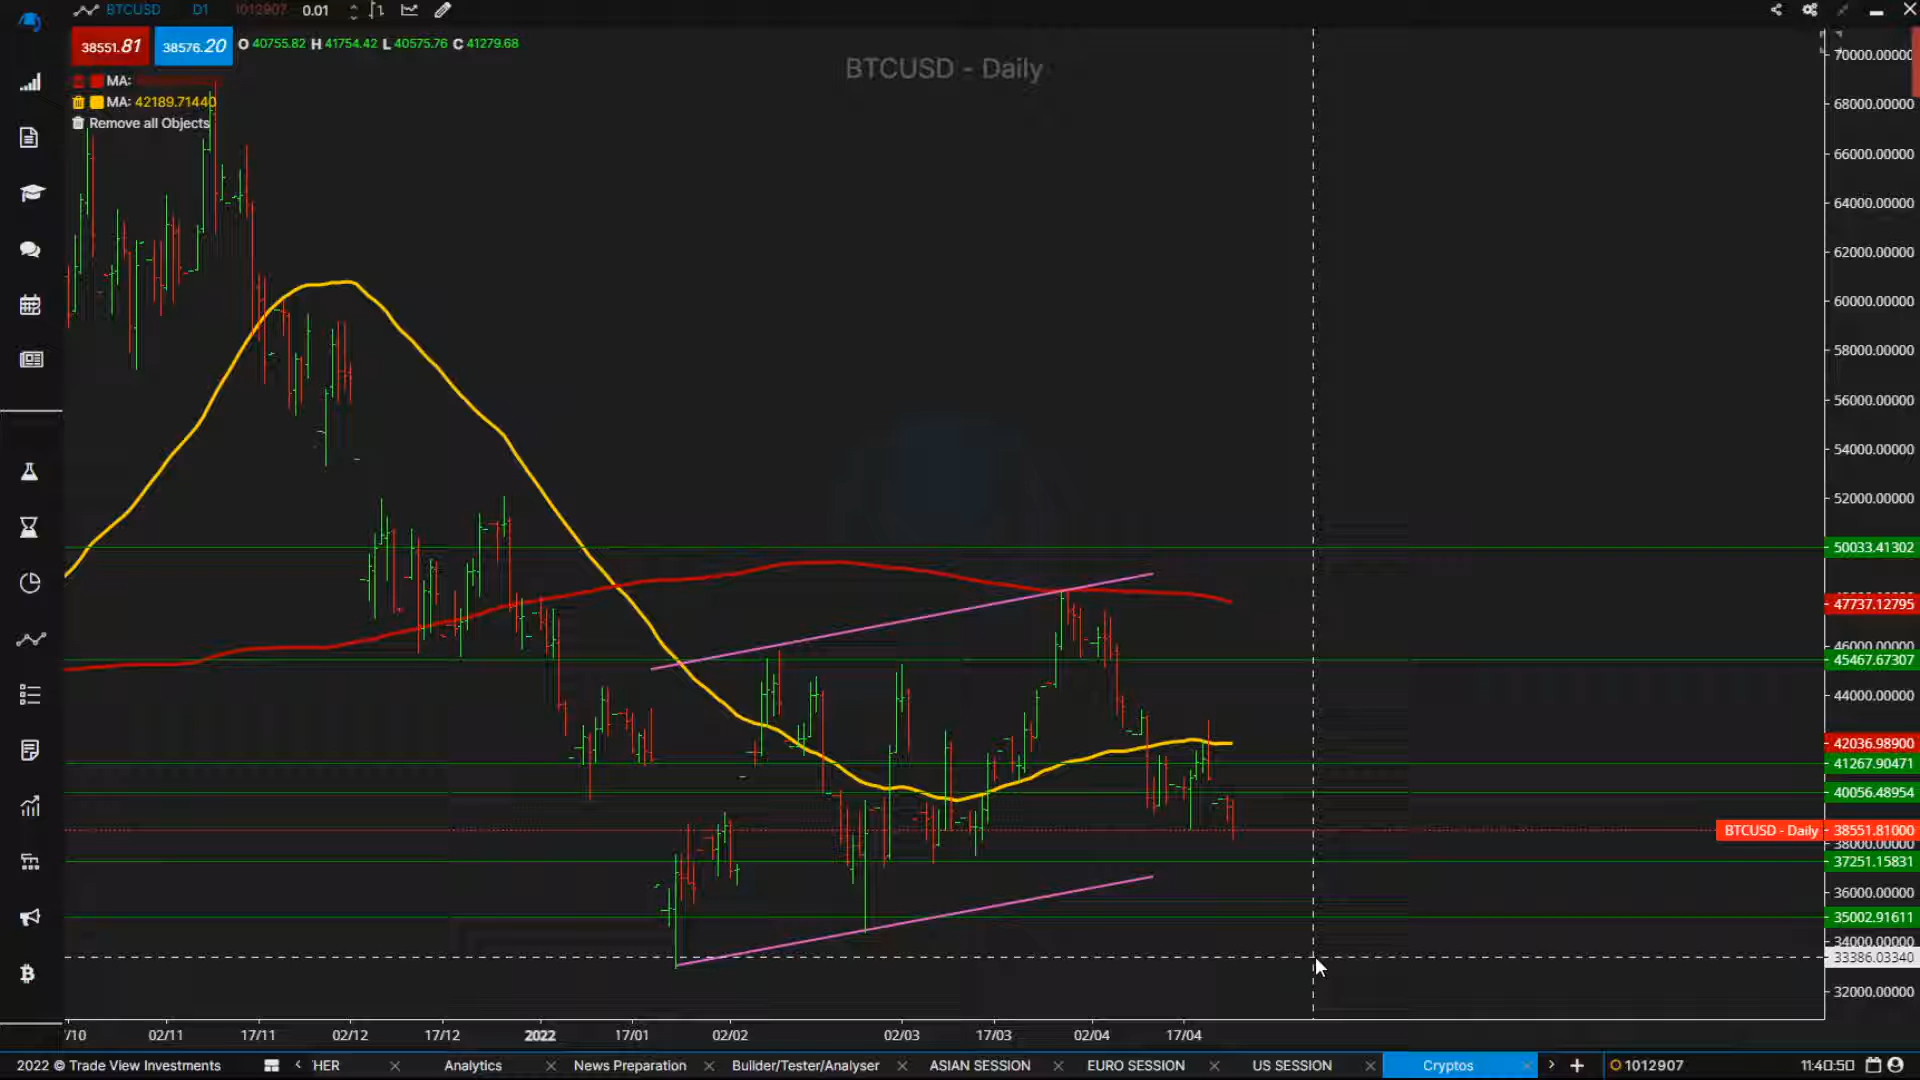 BTCUSD D1 1012907 0.01
38551.81 38576.20 O 40755.82 H 41754.42 L 40575.76 C 41279.68
BTCUSD - Daily
MA:
MA: 42189.71440
Remove all Objects
70000.00000
68000.00000
66000.00000
64000.00000
62000.00000
60000.00000
58000.00000
56000.00000
54000.00000
52000.00000
50033.41302
47737.12795
46000.00000
45467.67307
44000.00000
42036.98900
41267.90471
40056.48954
BTCUSD - Daily 38551.81000
38000.00000
37251.15831
36000.00000
35002.91611
34000.00000
33386.03340
32000.00000
'/10 02/11 17/11 02/12 17/12 2022 17/01 02/02 02/03 17/03 02/04 17/04
2022 © Trade View Investments 'HER Analytics News Preparation Builder/Tester/Analyser ASIAN SESSION EURO SESSION US SESSION Cryptos 1012907 11:40:50